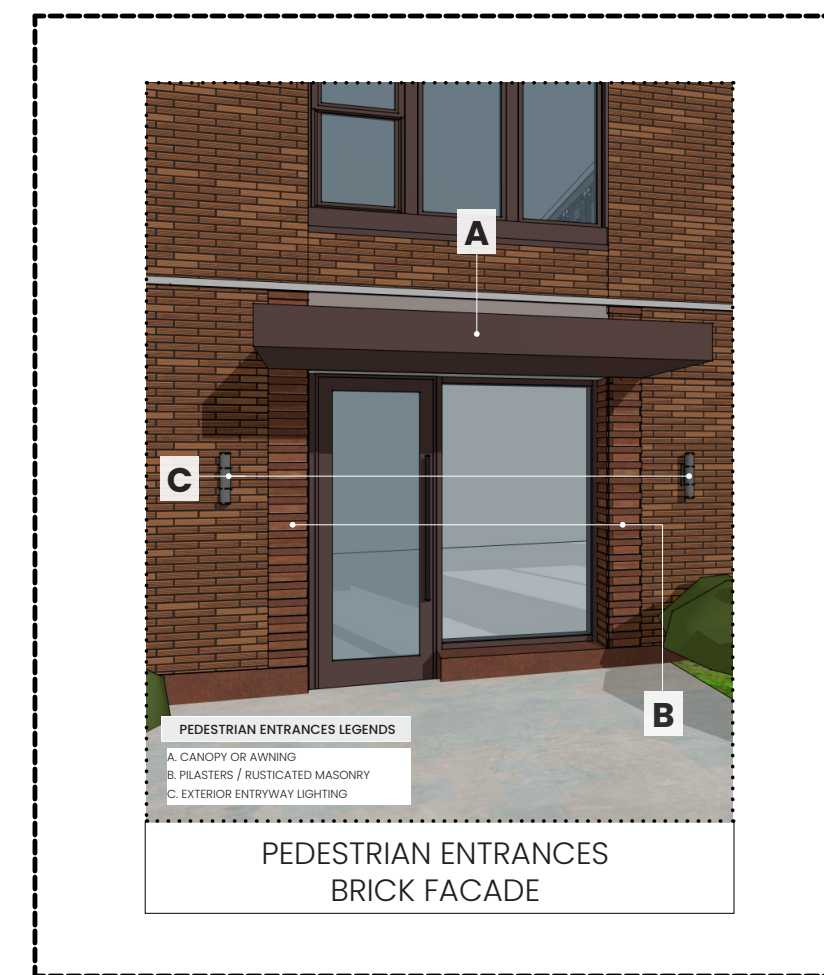 A
C
B
PEDESTRIAN ENTRANCES LEGENDS
A. CANOPY OR AWNING
B. PILASTERS / RUSTICATED MASONRY
C. EXTERIOR ENTRYWAY LIGHTING
PEDESTRIAN ENTRANCES
BRICK FACADE